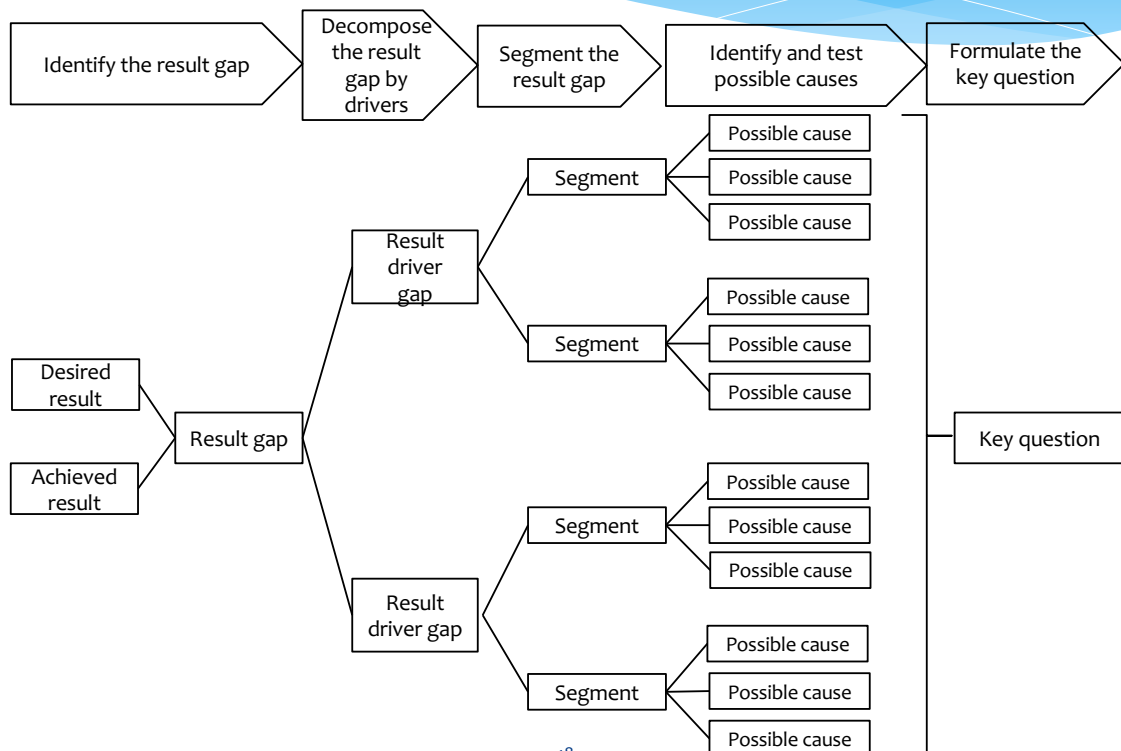 Identify the result gap
Decompose
the result
gap by
drivers
Segment the
result gap
Identify and test
possible causes
Formulate the
key question
Desired
result
Achieved
result
Result gap
Result
driver
gap
Result
driver gap
Segment
Segment
Segment
Segment
Possible cause
Possible cause
Possible cause
Possible cause
Possible cause
Possible cause
Possible cause
Possible cause
Possible cause
Possible cause
Possible cause
Possible cause
Key question